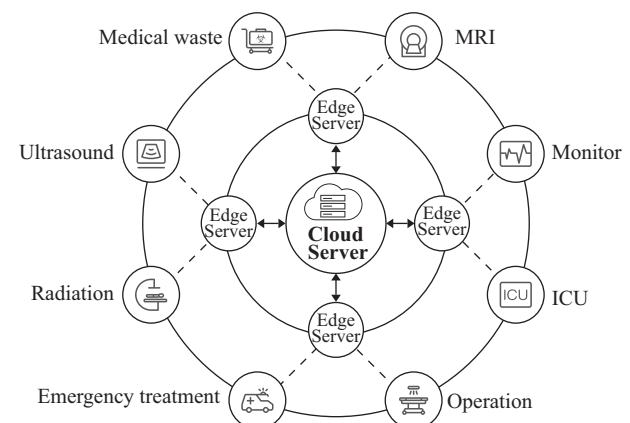 Medical waste
MRI
Edge
Server
Ultrasound
Monitor
Edge
Server
Cloud
Server
Edge
Server
Radiation
ICU
ICU
Edge
Server
Emergency treatment
Operation